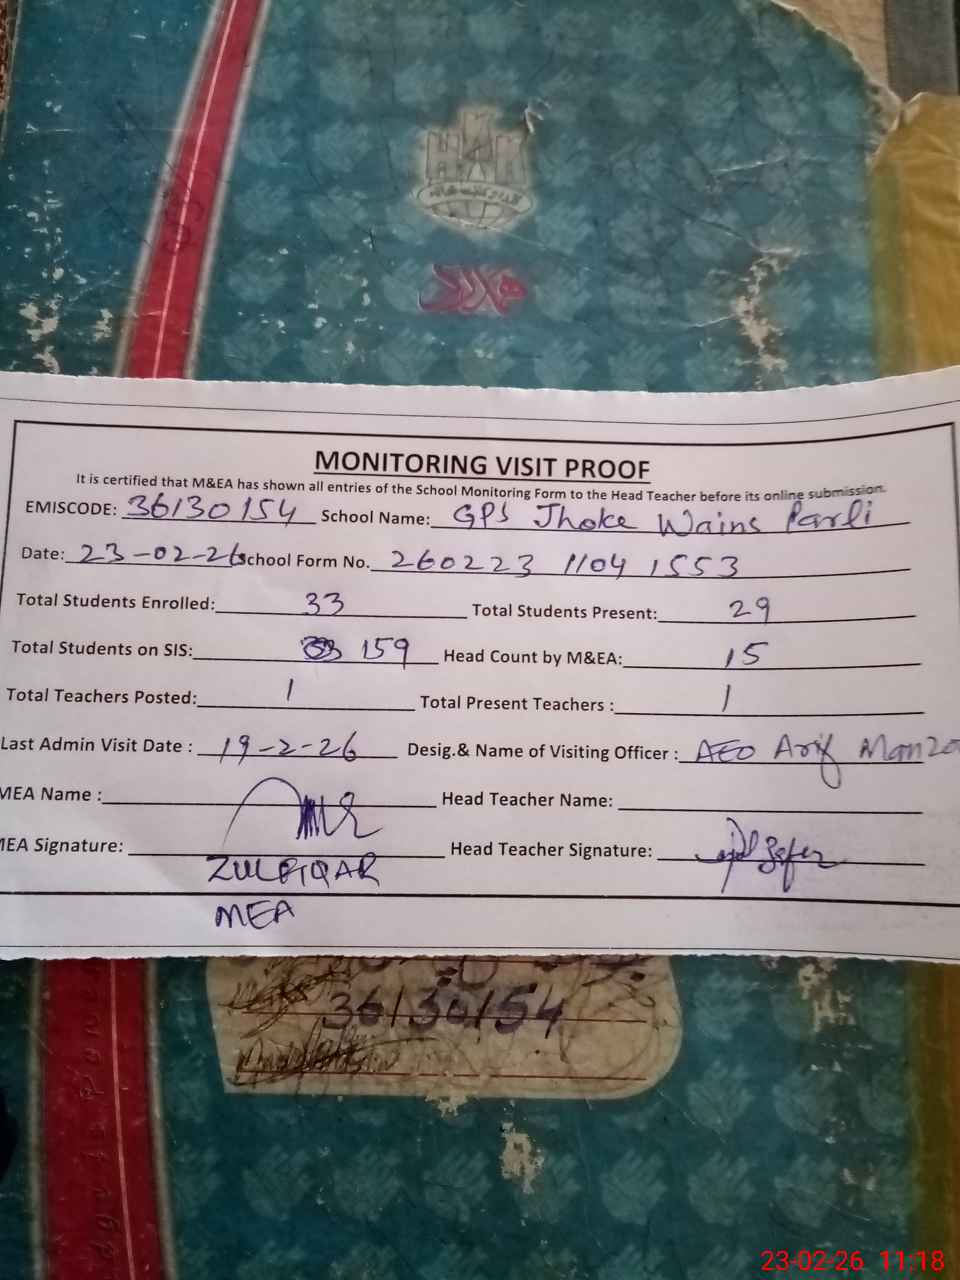 HAR
MONITORING VISIT PROOF
It is certified that M&EA has shown all entries of the School Monitoring Form to the Head Teacher before its online submission.
EMISCODE: 36130154 School Name: GPS Jhoke Wains Parli
Date: 23-02-26 School Form No. 260223 1104 1553
Total Students Enrolled: 33 Total Students Present: 29
Total Students on SIS: 159 Head Count by M&EA: 15
Total Teachers Posted: 1 Total Present Teachers : 1
Last Admin Visit Date : 19-2-26 Desig.& Name of Visiting Officer : AEO Arif Manzo
MEA Name : Head Teacher Name:
MEA Signature: Head Teacher Signature:
ZULFIQAR
MEA
36130154
23-02-26 11:18